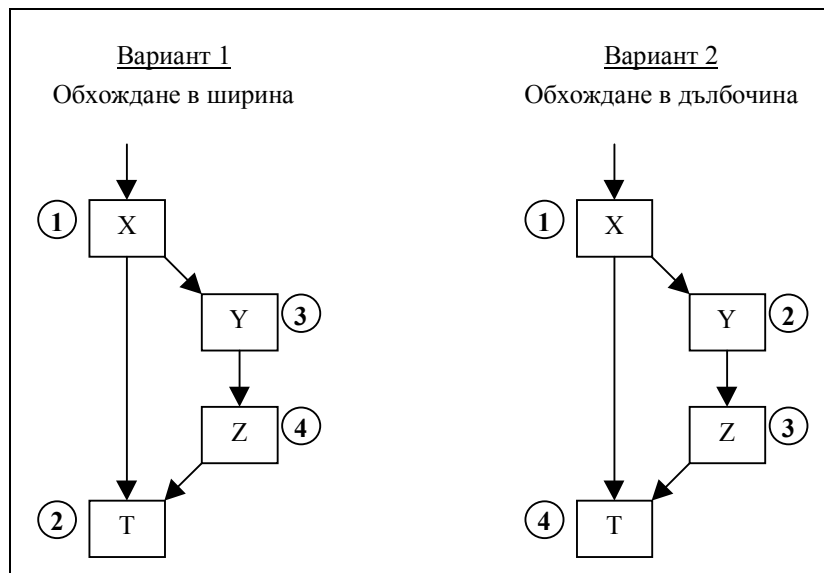 Вариант 1
Обхождане в ширина
1
X
3
Y
4
Z
2
T
Вариант 2
Обхождане в дълбочина
1
X
2
Y
3
Z
4
T